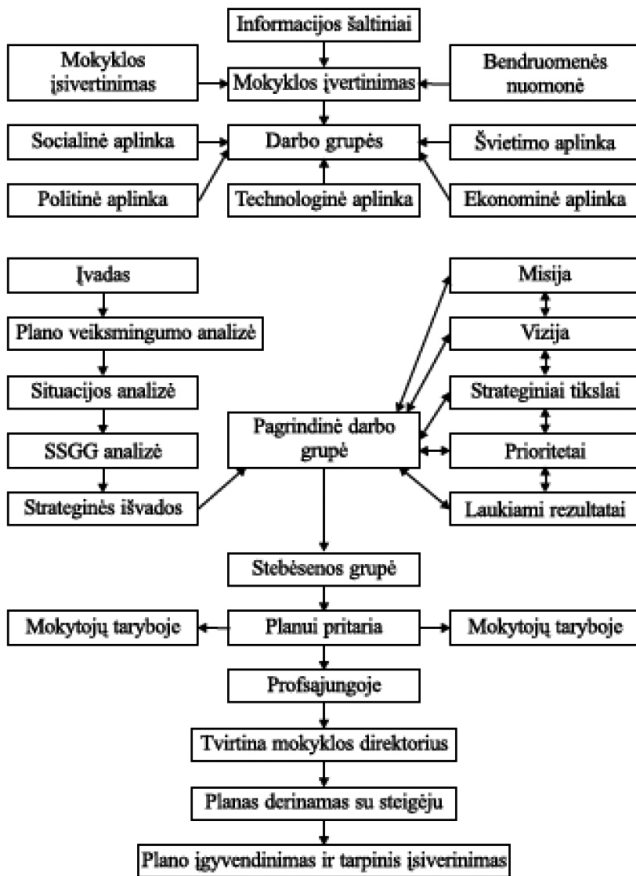 Informacijos šaltiniai
Mokyklos
įsivertinimas
Mokyklos įvertinimas
Bendruomenės
nuomonė
Socialinė aplinka
Darbo grupės
Švietimo aplinka
Politinė aplinka
Technologinė aplinka
Ekonominė aplinka
Įvadas
Misija
Plano veiksmingumo analizė
Vizija
Situacijos analizė
Strateginiai tikslai
Pagrindinė darbo
grupė
SSGG analizė
Prioritetai
Strateginės išvados
Laukiami rezultatai
Stebėsenos grupė
Mokytojų taryboje
Planui pritaria
Mokytojų taryboje
Profsąjungoje
Tvirtina mokyklos direktorius
Planas derinamas su steigėju
Plano įgyvendinimas ir tarpinis įsiverinimas